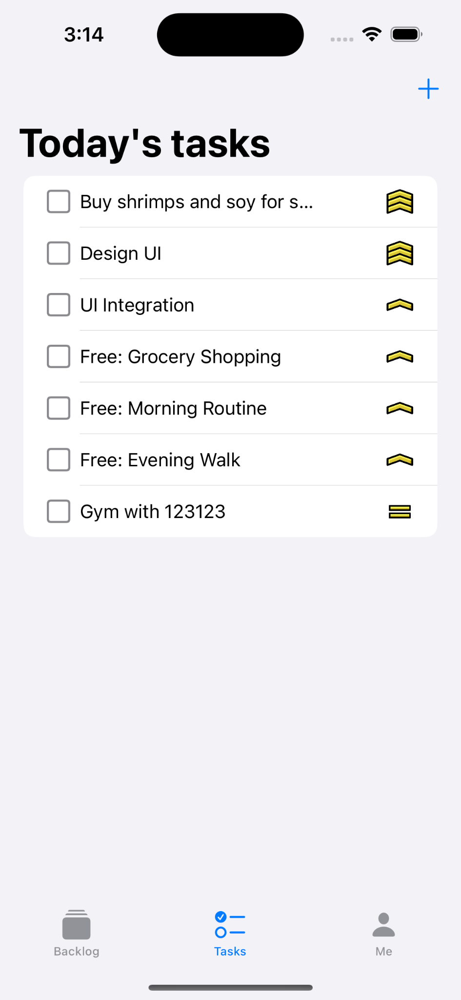 3:14
Today's tasks
Buy shrimps and soy for s...
Design UI
UI Integration
Free: Grocery Shopping
Free: Morning Routine
Free: Evening Walk
Gym with 123123
Backlog
Tasks
Me